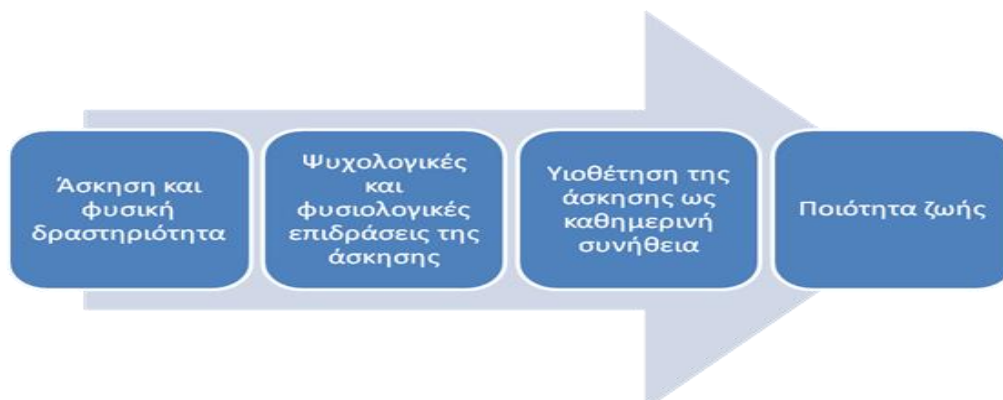 Άσκηση και
φυσική
δραστηριότητα
Ψυχολογικές
και
φυσιολογικές
επιδράσεις της
άσκησης
Υιοθέτηση της
άσκησης ως
καθημερινή
συνήθεια
Ποιότητα ζωής